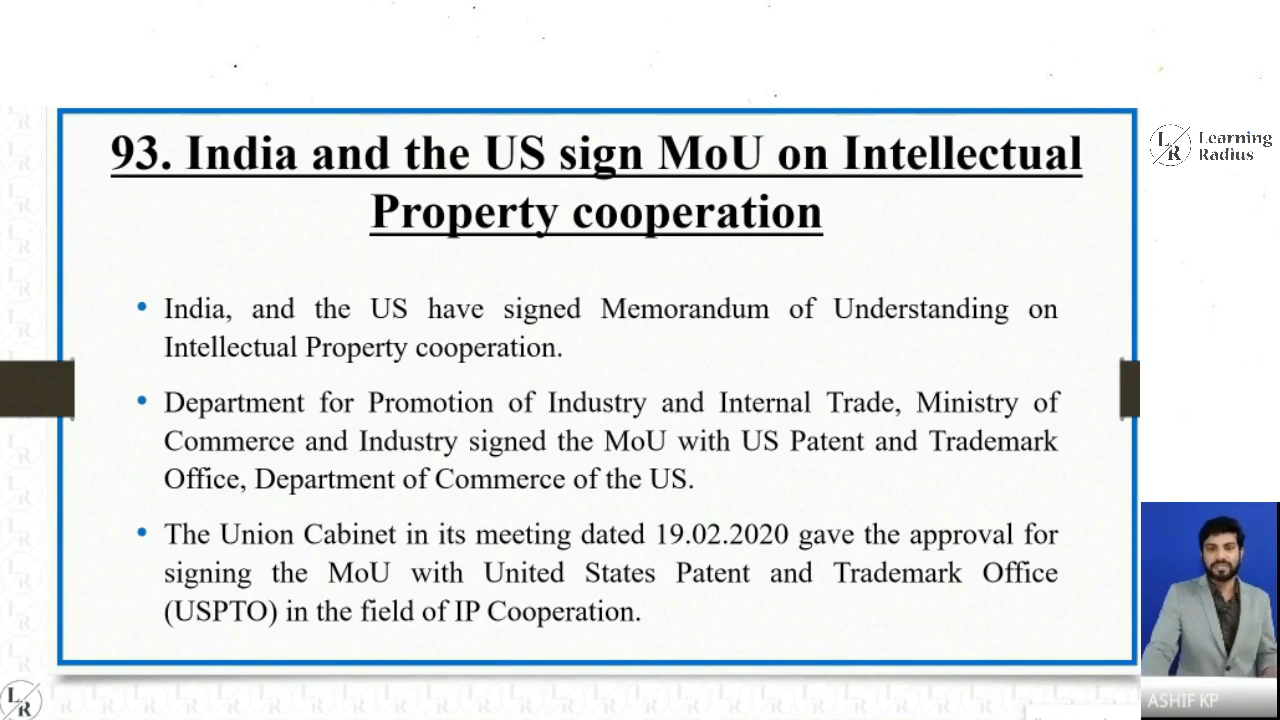 93. India and the US sign MoU on Intellectual
Property cooperation
• India, and the US have signed Memorandum of Understanding on
Intellectual Property cooperation.
• Department for Promotion of Industry and Internal Trade, Ministry of
Commerce and Industry signed the MoU with US Patent and Trademark
Office, Department of Commerce of the US.
• The Union Cabinet in its meeting dated 19.02.2020 gave the approval for
signing the MoU with United States Patent and Trademark Office
(USPTO) in the field of IP Cooperation.
L R
Learning
Radius
ASHIF KP
L R